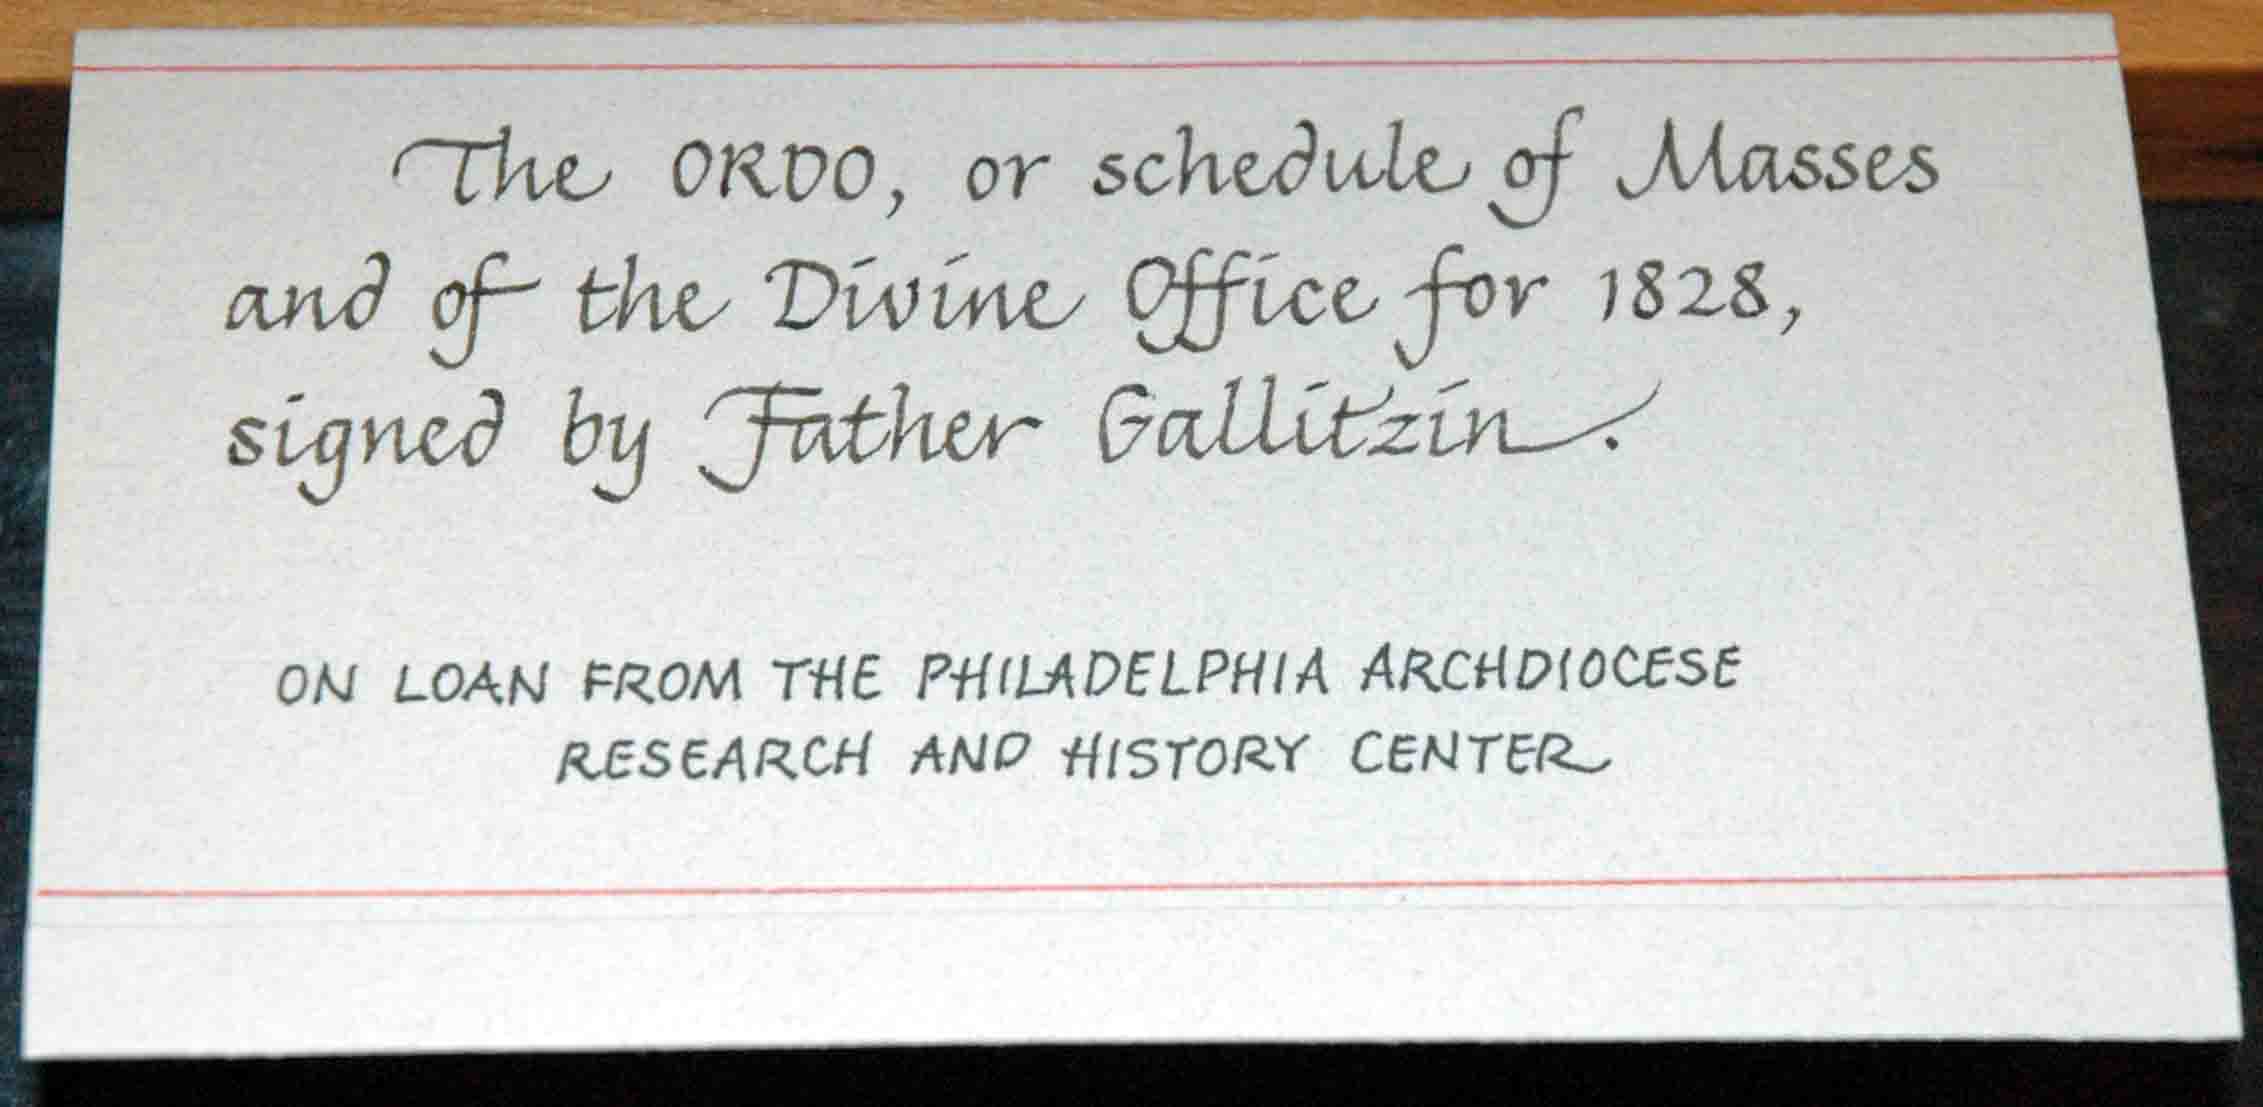 The ORDO, or schedule of Masses
and of the Divine Office for 1828,
signed by Father Gallitzin.
ON LOAN FROM THE PHILADELPHIA ARCHDIOCESE
RESEARCH AND HISTORY CENTER